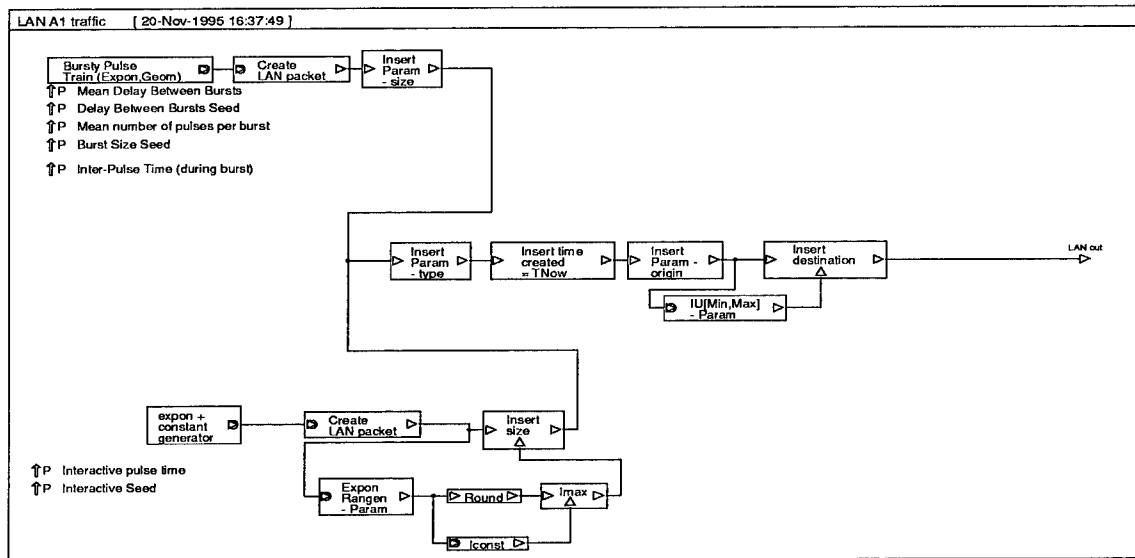 LAN A1 traffic [ 20-Nov-1995 16:37:49 ]
Bursty Pulse
Train (Expon,Geom)
Create
LAN packet
Insert
Param
- size
⇑P Mean Delay Between Bursts
⇑P Delay Between Bursts Seed
⇑P Mean number of pulses per burst
⇑P Burst Size Seed
⇑P Inter-Pulse Time (during burst)
Insert
Param
- type
Insert time
created
= TNow
Insert
Param -
origin
Insert
destination
LAN out
IU[Min,Max]
- Param
expon +
constant
generator
Create
LAN packet
Insert
size
⇑P Interactive pulse time
⇑P Interactive Seed
Expon
Rangen
- Param
Round
Imax
Iconst